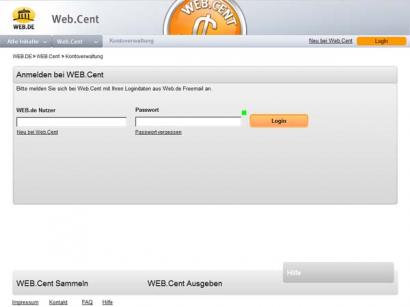 WEB.DE
Web.Cent
WEB.CENT
Alle Inhalte
Web.Cent
Kontoverwaltung
Neu bei Web.Cent
Login
WEB.DE WEB.Cent Kontoverwaltung
Anmelden bei WEB.Cent
Bitte melden Sie sich bei Web.Cent mit Ihren Logindaten aus Web.de Freemail an.
WEB.de Nutzer
Passwort
Login
Neu bei Web.Cent
Passwort vergessen
Hilfe
WEB.Cent Sammeln
WEB.Cent Ausgeben
Impressum Kontakt FAQ Hilfe